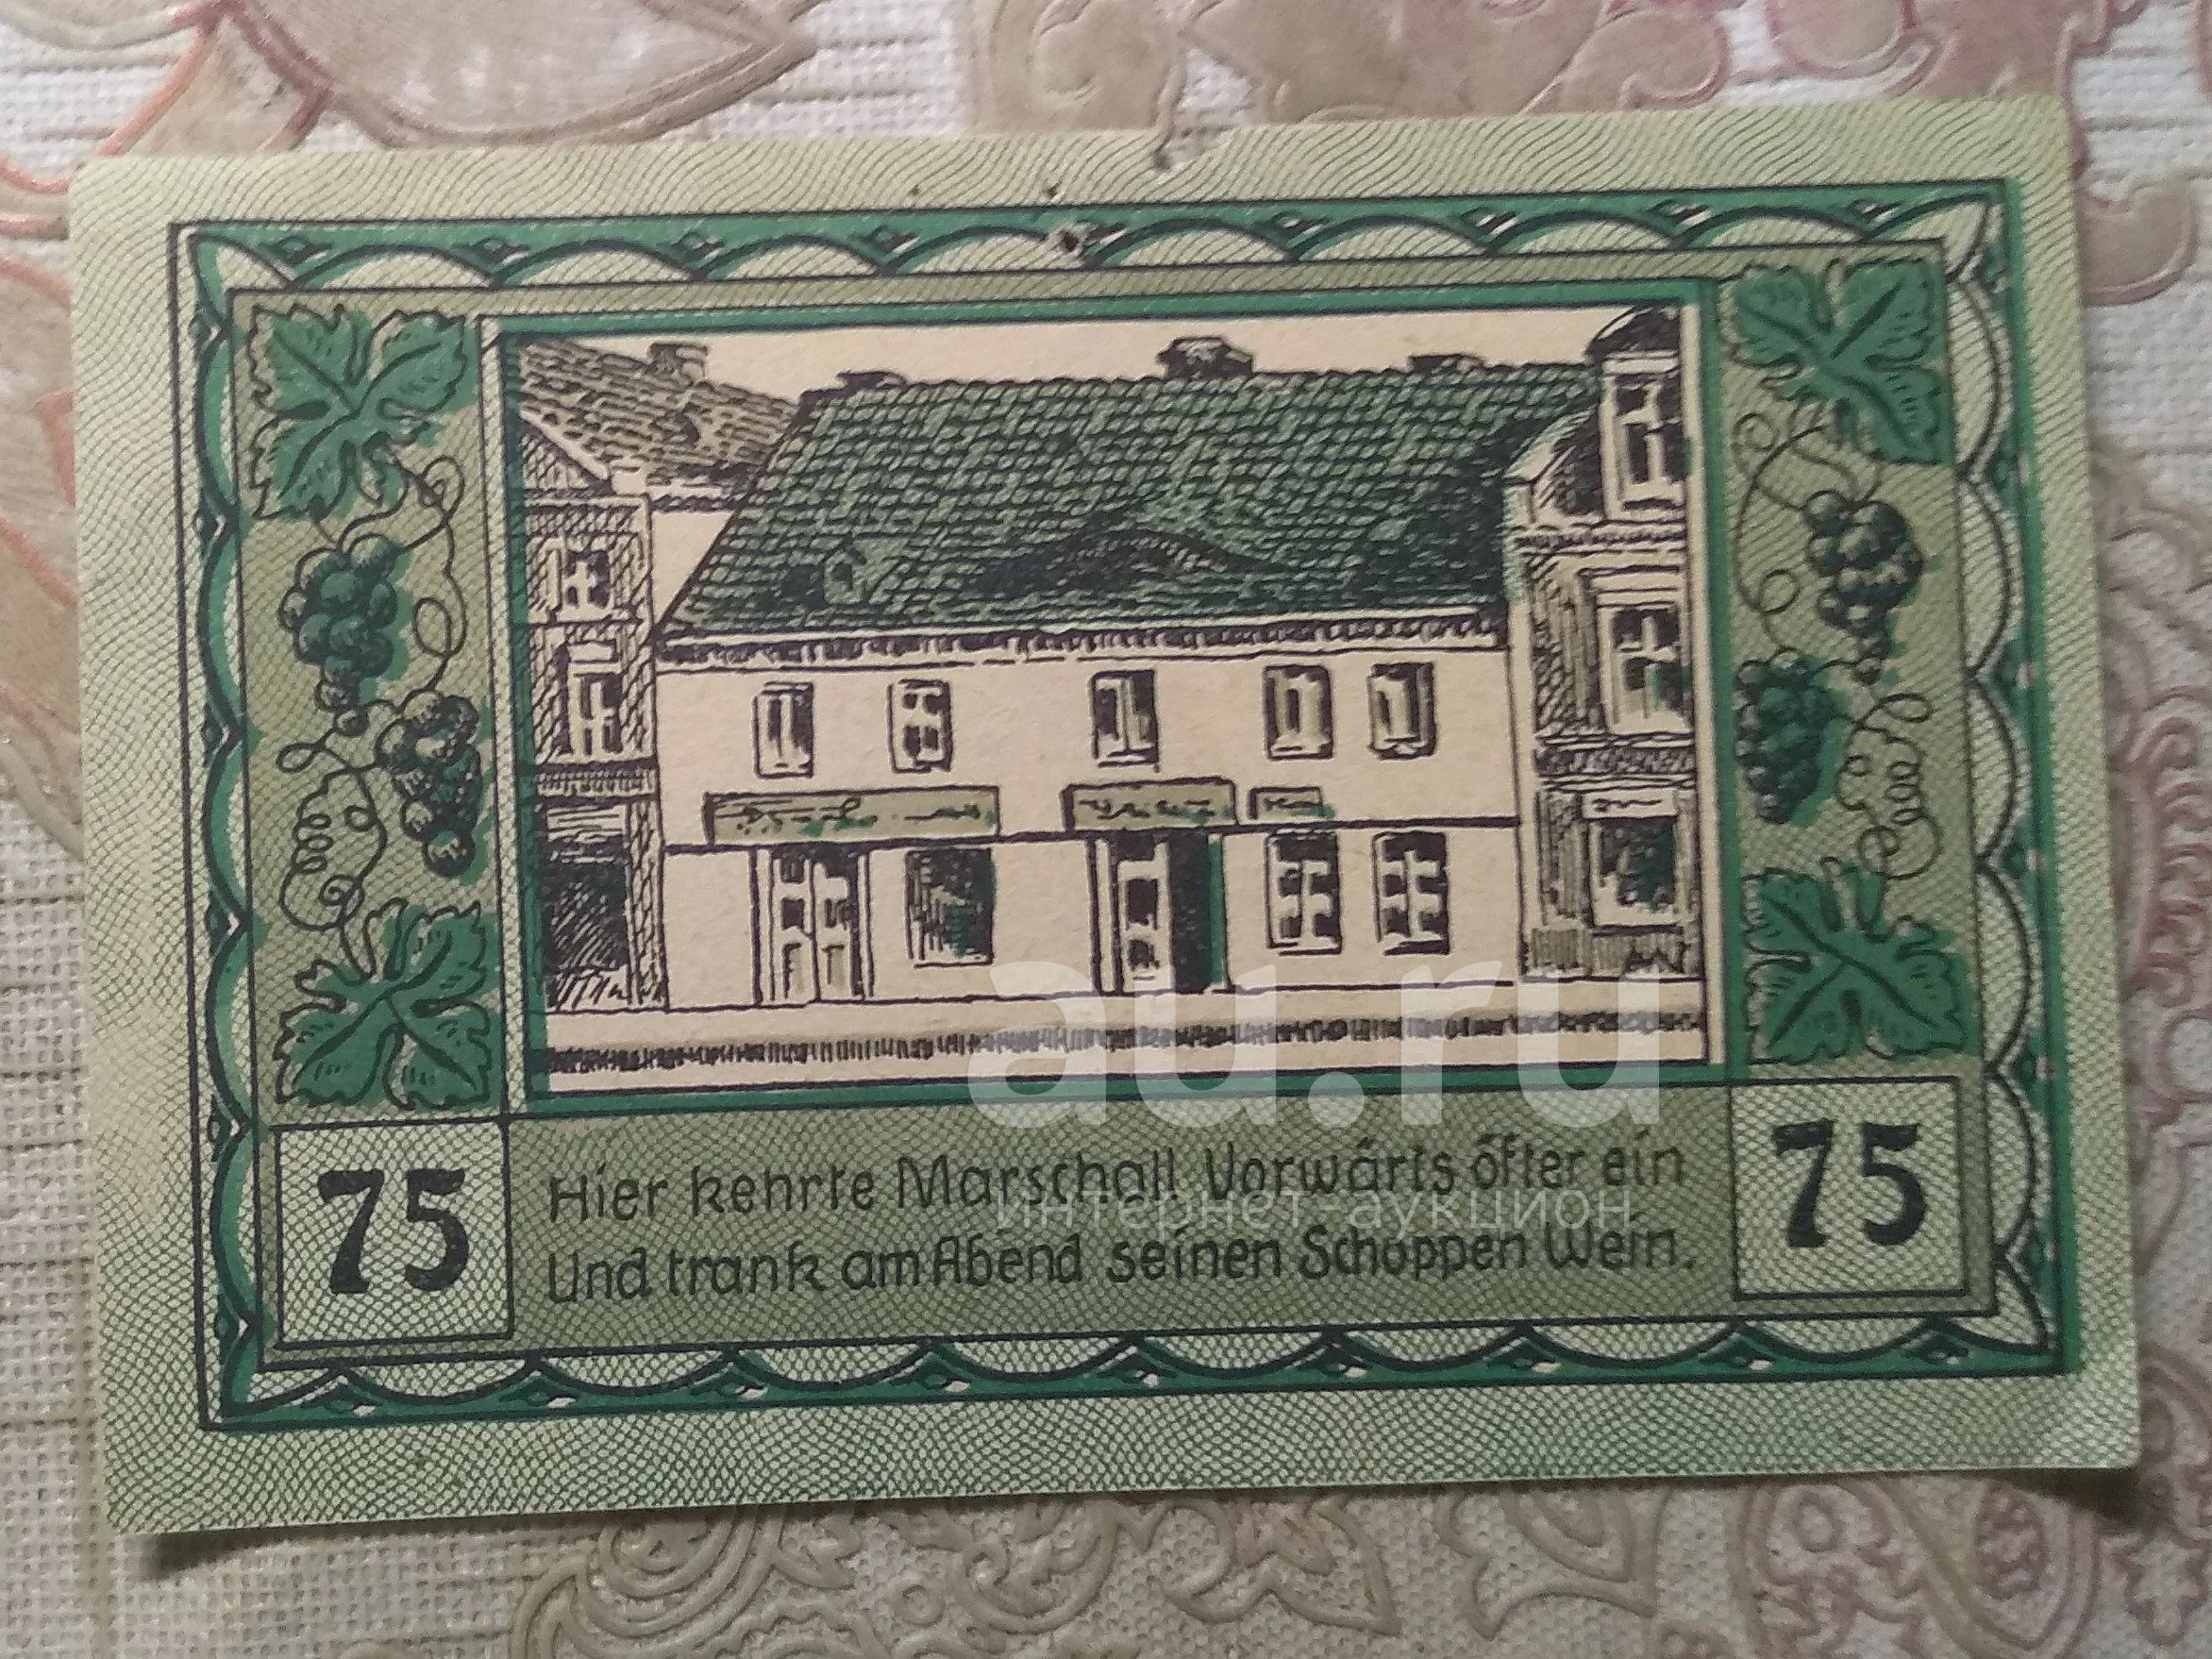 75
Hier kehrte Marschall Vorwärts öfter ein
Und trank am Abend seinen Schoppen Wein.
75
au.ru
интернет-аукцион